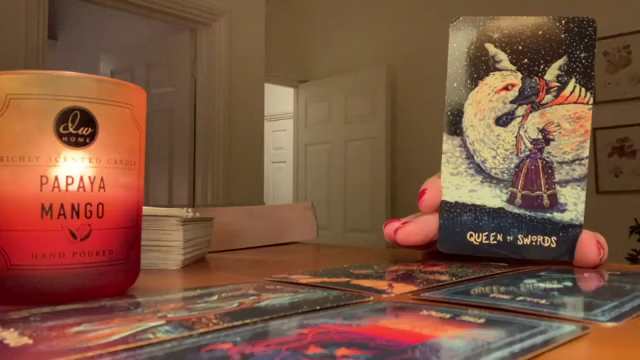 dw
HOME
RICHLY SCENTED CANDLE
PAPAYA
MANGO
HAND POURED
QUEEN OF SWORDS